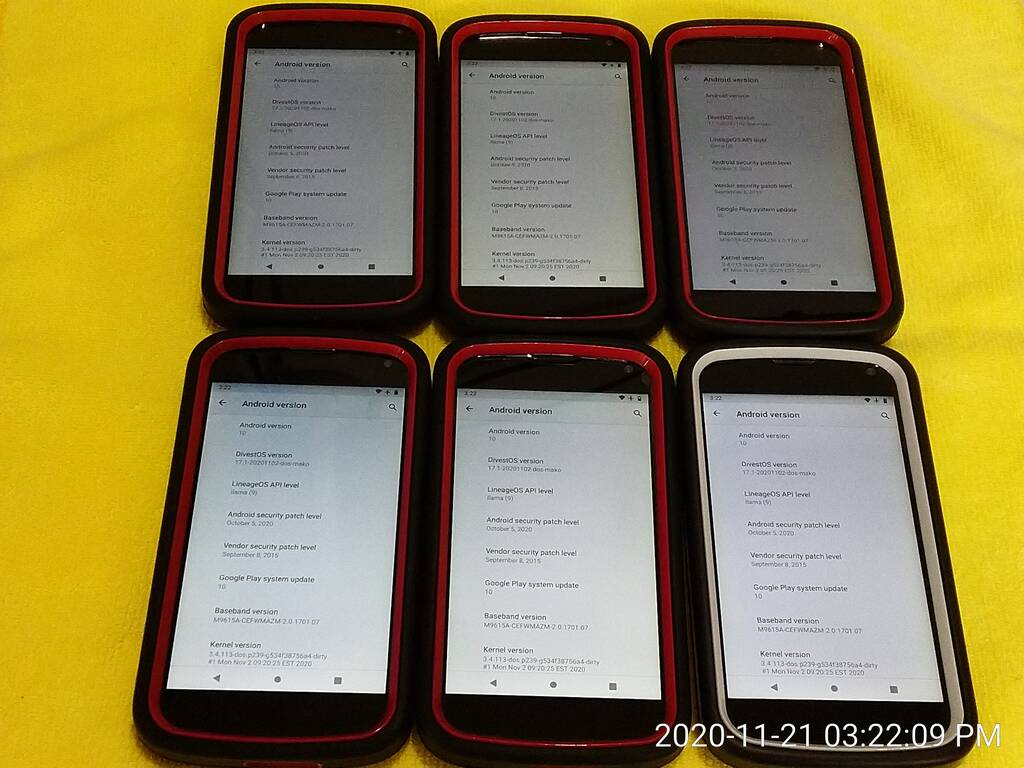 3:22
Android version
Android version
10
DivestOS version
17.1-20201102-dos-mako
LineageOS API level
llama (9)
Android security patch level
October 5, 2020
Vendor security patch level
September 8, 2015
Google Play system update
10
Baseband version
M9615A-CEFWMAZM-2.0.1701.07
Kernel version
3.4.113-dos.p239-g534f38756a4-dirty
#1 Mon Nov 2 09:20:25 EST 2020
3:22
Android version
Android version
10
DivestOS version
17.1-20201102-dos-mako
LineageOS API level
llama (9)
Android security patch level
October 5, 2020
Vendor security patch level
September 8, 2015
Google Play system update
10
Baseband version
M9615A-CEFWMAZM-2.0.1701.07
Kernel version
3.4.113-dos.p239-g534f38756a4-dirty
#1 Mon Nov 2 09:20:25 EST 2020
Android version
Android version
10
DivestOS version
17.1-20201102-dos-mako
LineageOS API level
llama (9)
Android security patch level
October 5, 2020
Vendor security patch level
September 8, 2015
Google Play system update
10
Baseband version
M9615A-CEFWMAZM-2.0.1701.07
Kernel version
3.4.113-dos.p239-g534f38756a4-dirty
#1 Mon Nov 2 09:20:25 EST 2020
3:22
Android version
Android version
10
DivestOS version
17.1-20201102-dos-mako
LineageOS API level
llama (9)
Android security patch level
October 5, 2020
Vendor security patch level
September 8, 2015
Google Play system update
10
Baseband version
M9615A-CEFWMAZM-2.0.1701.07
Kernel version
3.4.113-dos.p239-g534f38756a4-dirty
#1 Mon Nov 2 09:20:25 EST 2020
3:22
Android version
Android version
10
DivestOS version
17.1-20201102-dos-mako
LineageOS API level
llama (9)
Android security patch level
October 5, 2020
Vendor security patch level
September 8, 2015
Google Play system update
10
Baseband version
M9615A-CEFWMAZM-2.0.1701.07
Kernel version
3.4.113-dos.p239-g534f38756a4-dirty
#1 Mon Nov 2 09:20:25 EST 2020
3:22
Android version
Android version
10
DivestOS version
17.1-20201102-dos-mako
LineageOS API level
llama (9)
Android security patch level
October 5, 2020
Vendor security patch level
September 8, 2015
Google Play system update
10
Baseband version
M9615A-CEFWMAZM-2.0.1701.07
Kernel version
3.4.113-dos.p239-g534f38756a4-dirty
#1 Mon Nov 2 09:20:25 EST 2020
2020-11-21 03:22:09 PM